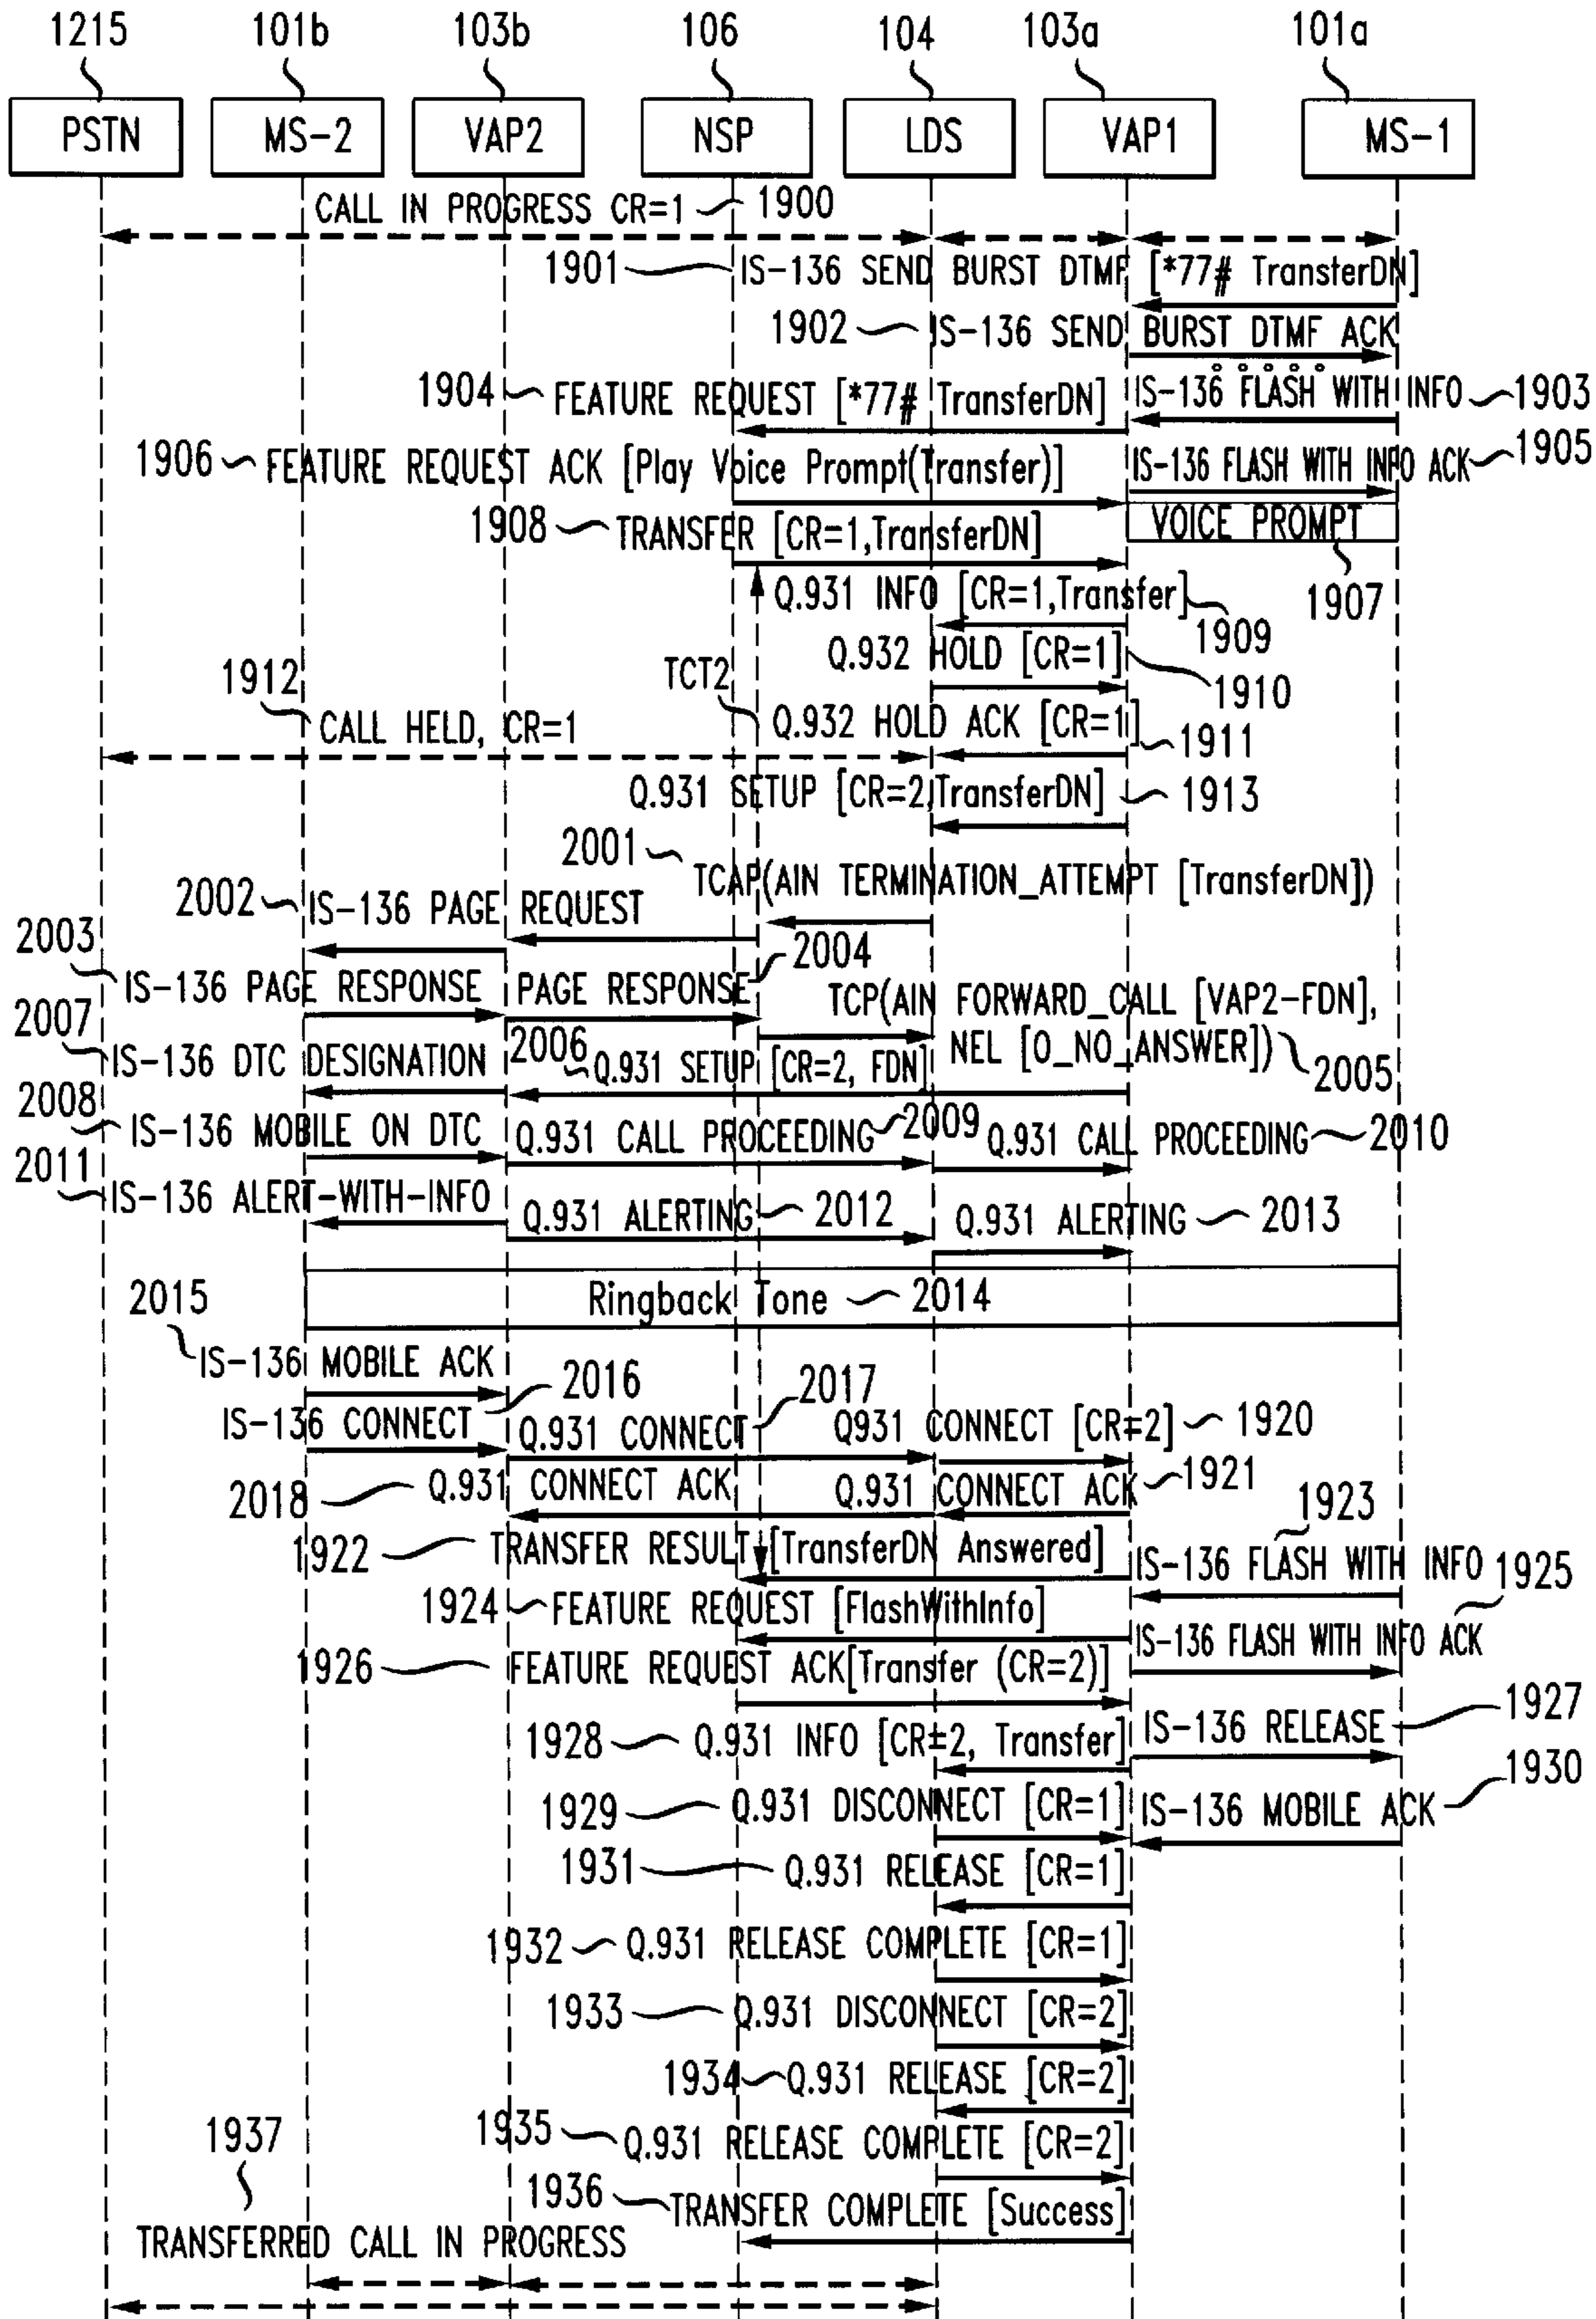 1215 101b 103b 106 104 103a 101a
PSTN MS-2 VAP2 NSP LDS VAP1 MS-1
CALL IN PROGRESS CR=1 1900
1901 IS-136 SEND BURST DTMF [*77# TransterDN]
1902 IS-136 SEND BURST DTMF ACK
1904 FEATURE REQUEST [*77# TransferDN] IS-136 FLASH WITH INFO 1903
1906 FEATURE REQUEST ACK [Play Voice Prompt(Transfer)] IS-136 FLASH WITH INFO ACK 1905
1908 TRANSFER [CR=1,TransferDN] VOICE PROMPT
1907
Q.931 INFO [CR=1,Transfer] 1909
Q.932 HOLD [CR=1] 1910
TCT2
1912 CALL HELD, CR=1
Q.932 HOLD ACK [CR=1] 1911
Q.931 SETUP [CR=2,TransferDN] 1913
2001 TCAP(AIN TERMINATION_ATTEMPT [TransferDN])
2002 IS-136 PAGE REQUEST
2003 IS-136 PAGE RESPONSE PAGE RESPONSE 2004
TCP(AIN FORWARD_CALL [VAP2-FDN],
NEL [O_NO_ANSWER]) 2005
2007 IS-136 DTC DESIGNATION 2006 Q.931 SETUP [CR=2, FDN]
2008 IS-136 MOBILE ON DTC Q.931 CALL PROCEEDING 2009 Q.931 CALL PROCEEDING 2010
2011 IS-136 ALERT-WITH-INFO Q.931 ALERTING 2012 Q.931 ALERTING 2013
Ringback Tone 2014
2015 IS-136 MOBILE ACK
IS-136 CONNECT 2016 Q.931 CONNECT 2017 Q931 CONNECT [CR=2] 1920
2018 Q.931 CONNECT ACK Q.931 CONNECT ACK 1921
1922 TRANSFER RESULT [TransferDN Answered] IS-136 FLASH WITH INFO 1923
1924 FEATURE REQUEST [FlashWithInfo] IS-136 FLASH WITH INFO ACK 1925
1926 FEATURE REQUEST ACK[Transfer (CR=2)]
1928 Q.931 INFO [CR=2, Transfer] IS-136 RELEASE 1927
1929 Q.931 DISCONNECT [CR=1] IS-136 MOBILE ACK 1930
1931 Q.931 RELEASE [CR=1]
1932 Q.931 RELEASE COMPLETE [CR=1]
1933 Q.931 DISCONNECT [CR=2]
1934 Q.931 RELEASE [CR=2]
1935 Q.931 RELEASE COMPLETE [CR=2]
1936 TRANSFER COMPLETE [Success]
1937 TRANSFERRED CALL IN PROGRESS